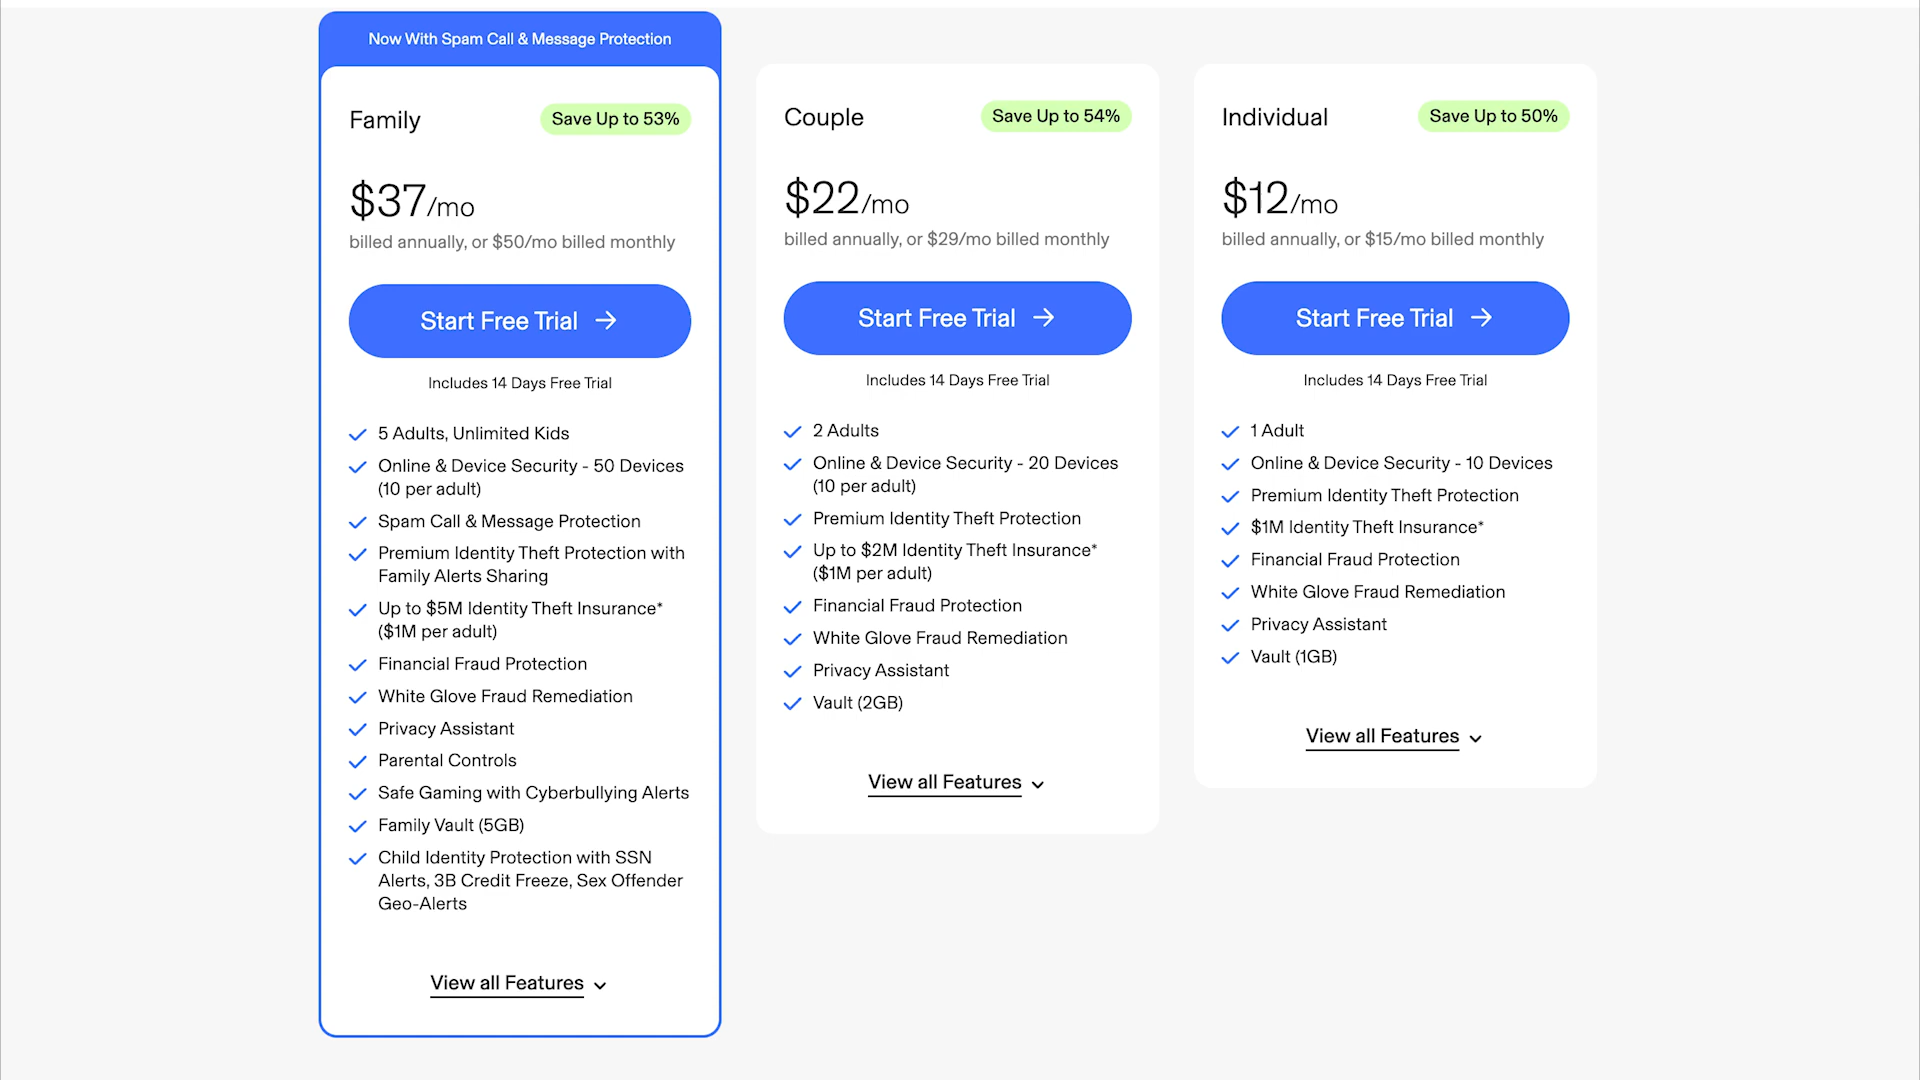 Now With Spam Call & Message Protection
Family
Save Up to 53%
$37/mo
billed annually, or $50/mo billed monthly
Start Free Trial →
Includes 14 Days Free Trial
5 Adults, Unlimited Kids
Online & Device Security - 50 Devices
(10 per adult)
Spam Call & Message Protection
Premium Identity Theft Protection with
Family Alerts Sharing
Up to $5M Identity Theft Insurance*
($1M per adult)
Financial Fraud Protection
White Glove Fraud Remediation
Privacy Assistant
Parental Controls
Safe Gaming with Cyberbullying Alerts
Family Vault (5GB)
Child Identity Protection with SSN
Alerts, 3B Credit Freeze, Sex Offender
Geo-Alerts
View all Features
Couple
Save Up to 54%
$22/mo
billed annually, or $29/mo billed monthly
Start Free Trial →
Includes 14 Days Free Trial
2 Adults
Online & Device Security - 20 Devices
(10 per adult)
Premium Identity Theft Protection
Up to $2M Identity Theft Insurance*
($1M per adult)
Financial Fraud Protection
White Glove Fraud Remediation
Privacy Assistant
Vault (2GB)
View all Features
Individual
Save Up to 50%
$12/mo
billed annually, or $15/mo billed monthly
Start Free Trial →
Includes 14 Days Free Trial
1 Adult
Online & Device Security - 10 Devices
Premium Identity Theft Protection
$1M Identity Theft Insurance*
Financial Fraud Protection
White Glove Fraud Remediation
Privacy Assistant
Vault (1GB)
View all Features